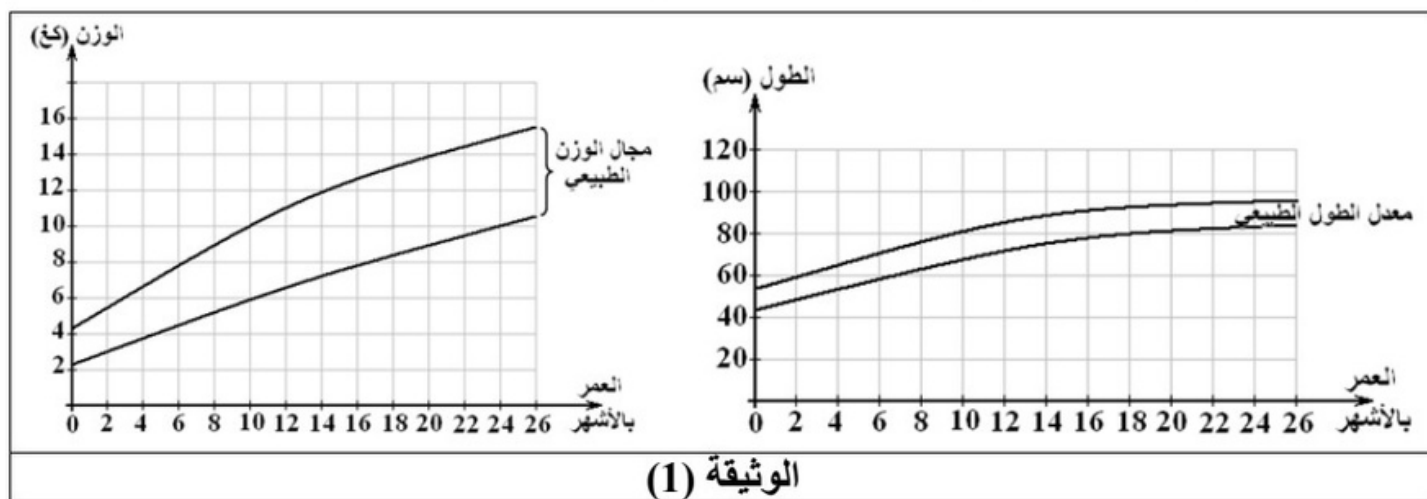 الوزن (كغ)
16
14
12
10
8
6
4
2
0 2 4 6 8 10 12 14 16 18 20 22 24 26
مجال الوزن
الطبيعي
العمر
بالأشهر
الطول (سم)
120
100
80
60
40
20
0 2 4 6 8 10 12 14 16 18 20 22 24 26
معدل الطول الطبيعي
العمر
بالأشهر
الوثيقة (1)